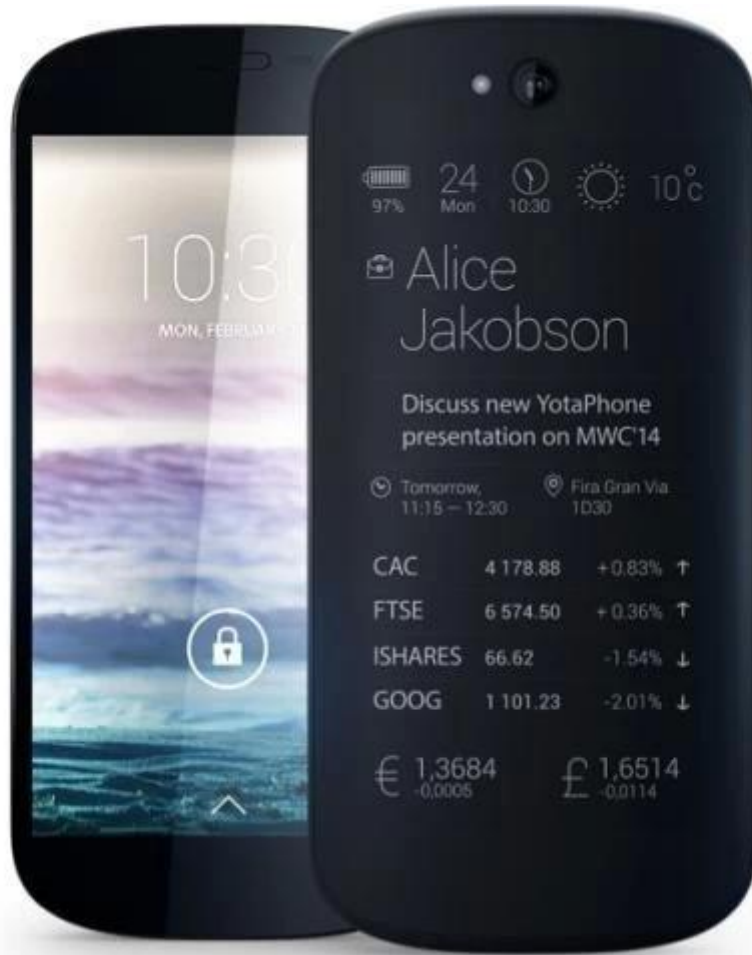 10:30
MON, FEBRUARY
97%
24
Mon
10:30
10°c
Alice
Jakobson
Discuss new YotaPhone
presentation on MWC'14
Tomorrow,
11:15 — 12:30
Fira Gran Via
1D30
CAC 4 178.88 +0.83% ↑
FTSE 6 574.50 +0.36% ↑
ISHARES 66.62 -1.54% ↓
GOOG 1 101.23 -2.01% ↓
€ 1,3684
-0,0005
£ 1,6514
-0,0114